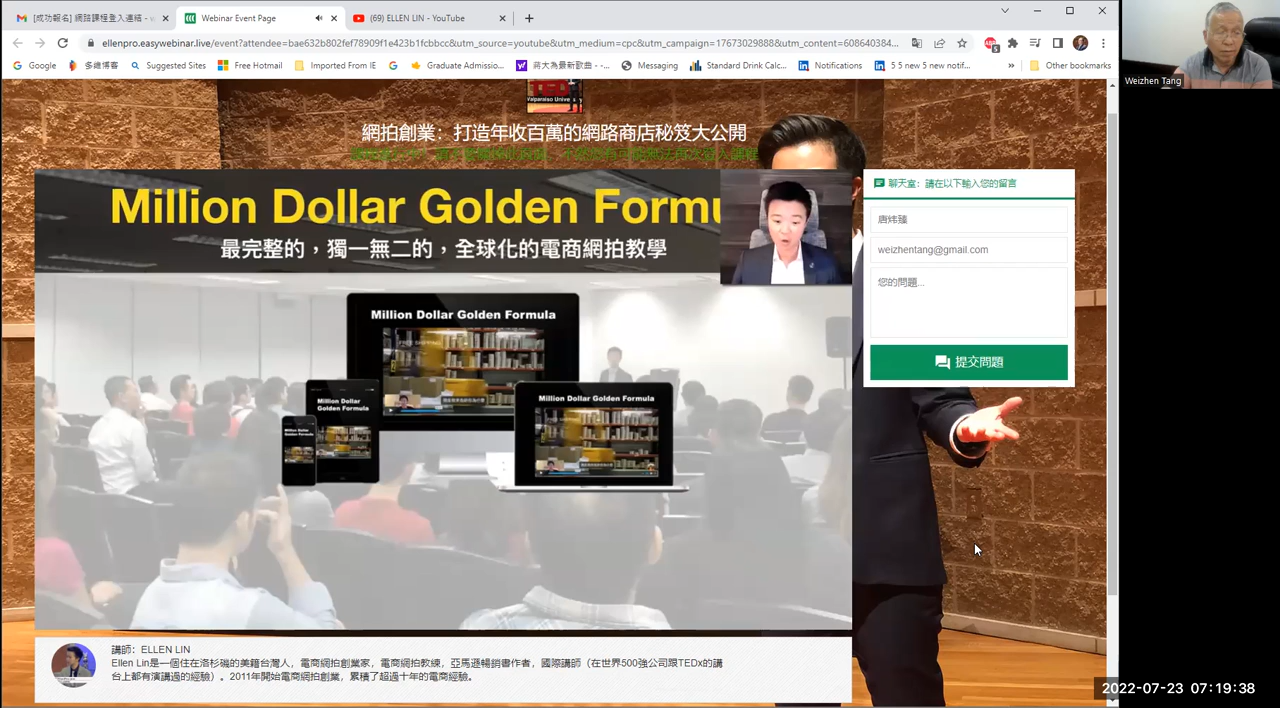 [成功報名] 網路課程登入連結 -
Webinar Event Page
(69) ELLEN LIN - YouTube
ellenpro.easywebinar.live/event?attendee=bae632b802fef78909f1e423b1fcbbcc&utm_source=youtube&utm_medium=cpc&utm_campaign=17673029888&utm_content=608640384...
Google
多纖博客
Suggested Sites
Free Hotmail
Imported From IE
Graduate Admissio...
蔣太為最新歌曲 - -...
Messaging
Standard Drink Calc...
Notifications
5 5 new 5 new notif...
»
Other bookmarks
Weizhen Tang
TED
Valparaiso Unive
網拍創業：打造年收百萬的網路商店秘笈大公開
Million Dollar Golden Formu
最完整的，獨一無二的，全球化的電商網拍教學
聊天室：請在以下輸入您的留言
唐炜臻
weizhentang@gmail.com
您的問題...
提交問題
Million Dollar Golden Formula
Million Dollar Golden Formula
Million Dollar
Golden Formula
Million Dollar
Golden Formula
講師：ELLEN LIN
Ellen Lin是一個住在洛杉磯的美籍台灣人，電商網拍創業家，電商網拍教練，亞馬遜暢銷書作者，國際講師（在世界500強公司跟TEDx的講
台上都有演講過的經驗）。2011年開始電商網拍創業，累積了超過十年的電商經驗。
2022-07-23 07:19:38